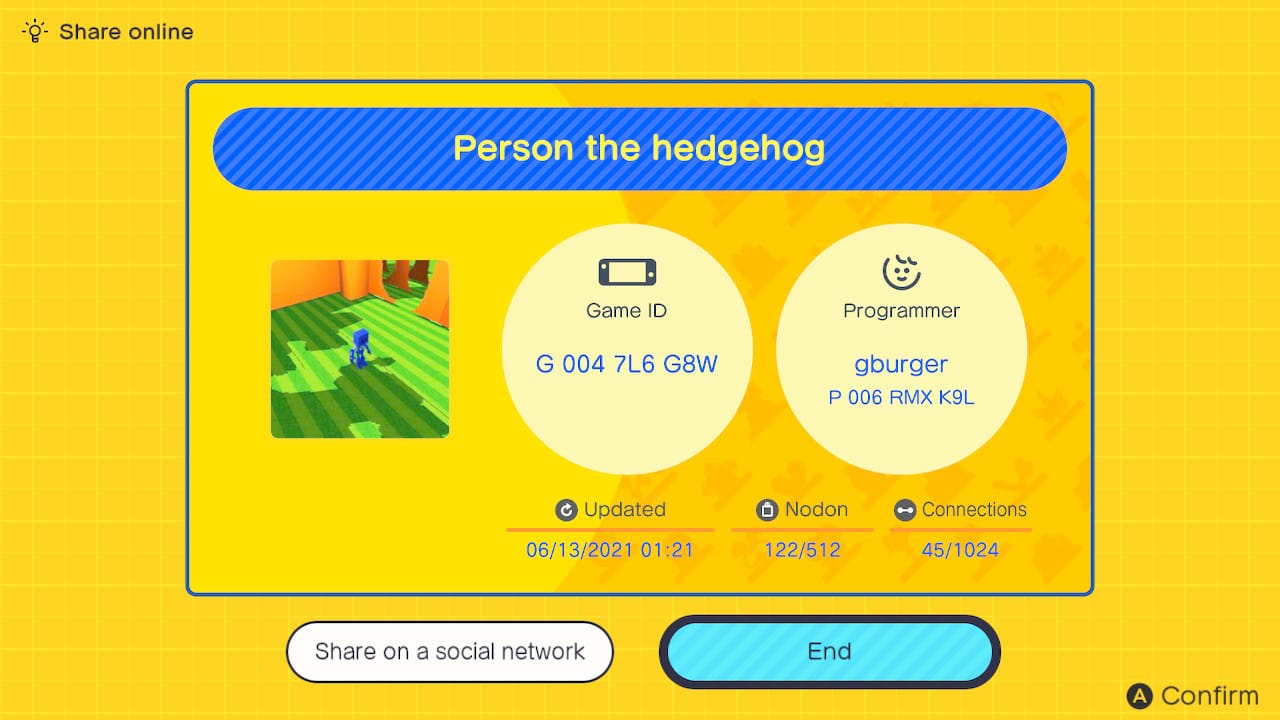 Share online
Person the hedgehog
Game ID
G 004 7L6 G8W
Programmer
gburger
P 006 RMX K9L
Updated
06/13/2021 01:21
Nodon
122/512
Connections
45/1024
Share on a social network
End
A Confirm